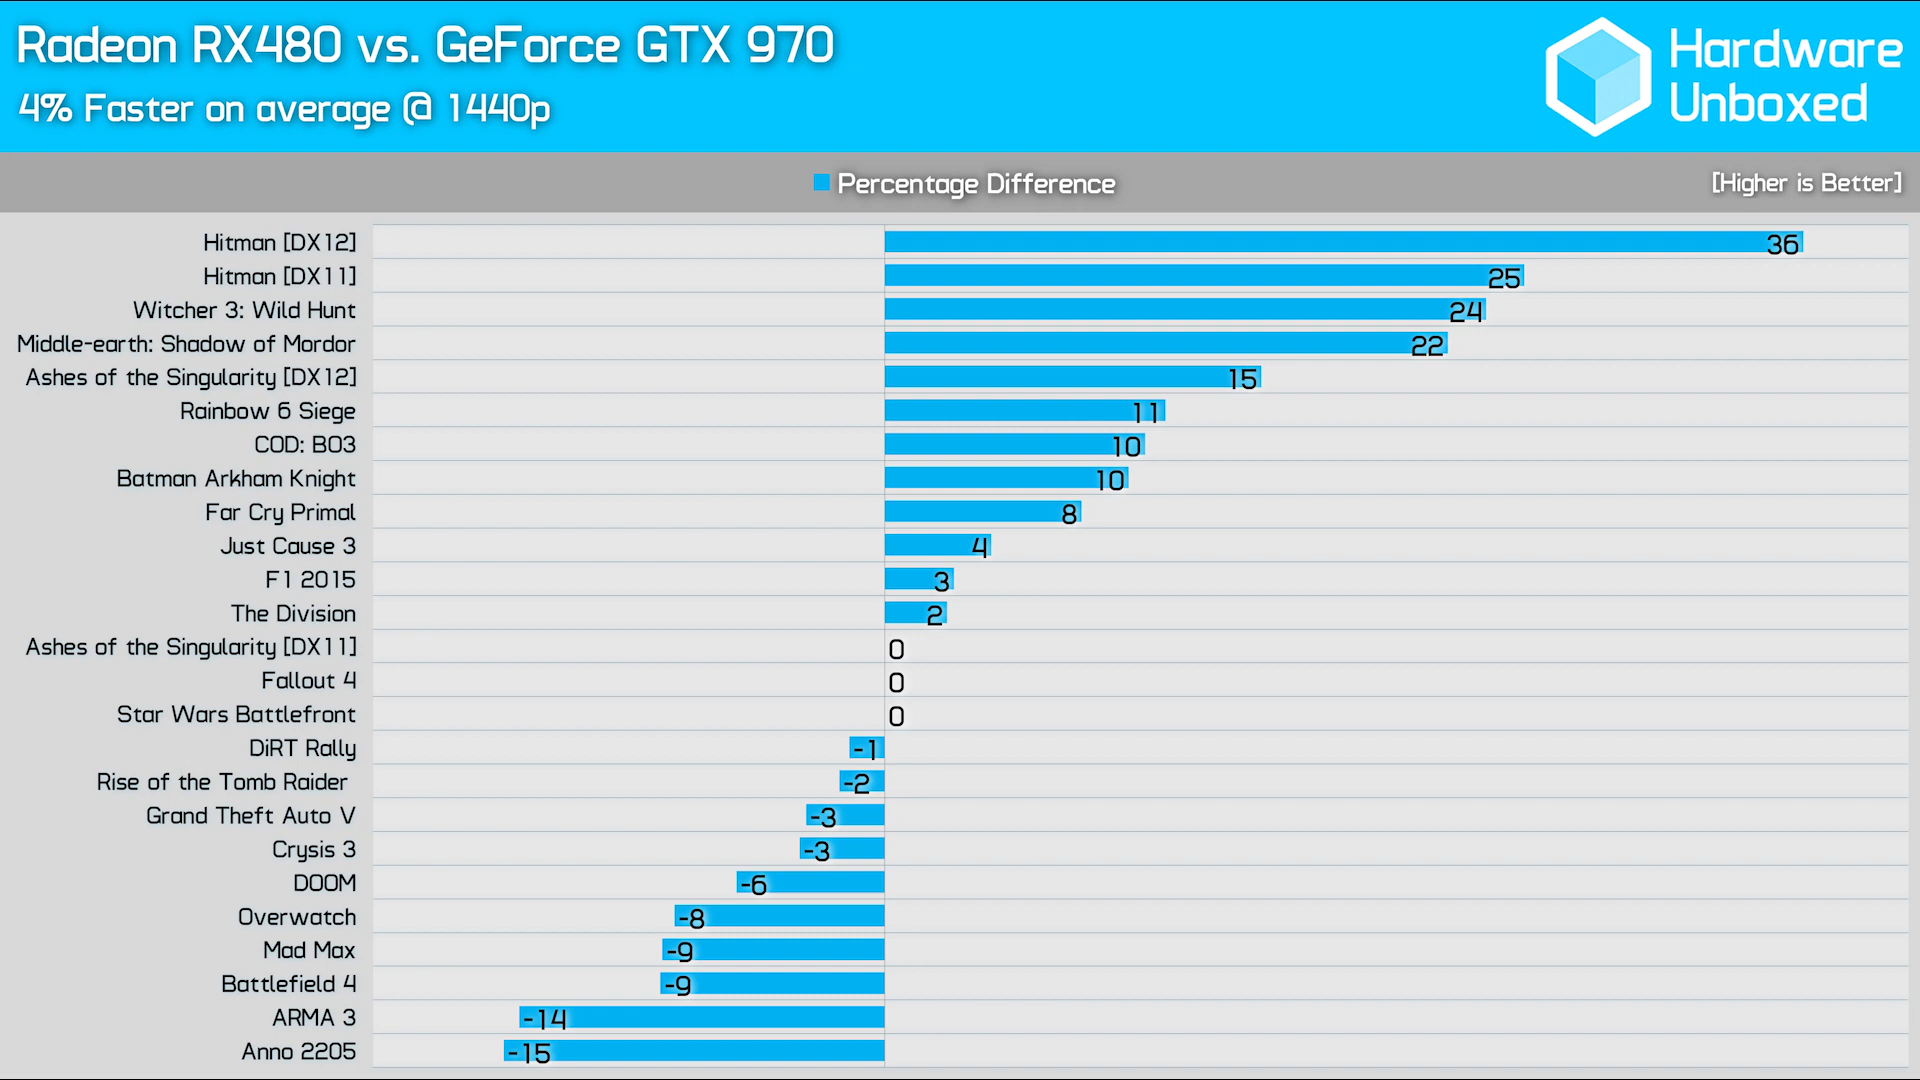 Radeon RX480 vs. GeForce GTX 970
4% Faster on average @ 1440p
Hardware
Unboxed
Percentage Difference
[Higher is Better]
Hitman [DX12] 36
Hitman [DX11] 25
Witcher 3: Wild Hunt 24
Middle-earth: Shadow of Mordor 22
Ashes of the Singularity [DX12] 15
Rainbow 6 Siege 11
COD: BO3 10
Batman Arkham Knight 10
Far Cry Primal 8
Just Cause 3 4
F1 2015 3
The Division 2
Ashes of the Singularity [DX11] 0
Fallout 4 0
Star Wars Battlefront 0
DiRT Rally -1
Rise of the Tomb Raider -2
Grand Theft Auto V -3
Crysis 3 -3
DOOM -6
Overwatch -8
Mad Max -9
Battlefield 4 -9
ARMA 3 -14
Anno 2205 -15